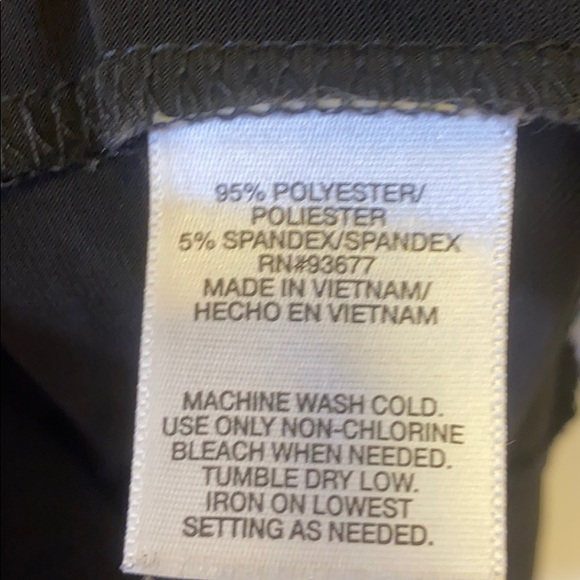 95% POLYESTER/
POLIESTER
5% SPANDEX/SPANDEX
RN#93677
MADE IN VIETNAM/
HECHO EN VIETNAM
MACHINE WASH COLD.
USE ONLY NON-CHLORINE
BLEACH WHEN NEEDED.
TUMBLE DRY LOW.
IRON ON LOWEST
SETTING AS NEEDED.